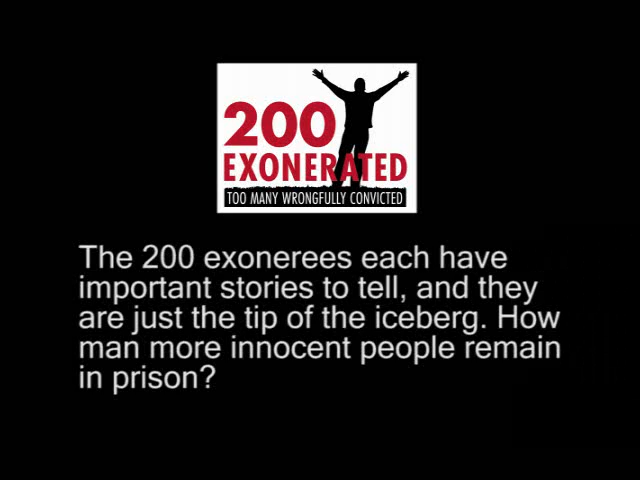 200
EXONERATED
TOO MANY WRONGFULLY CONVICTED
The 200 exonerees each have
important stories to tell, and they
are just the tip of the iceberg. How
man more innocent people remain
in prison?